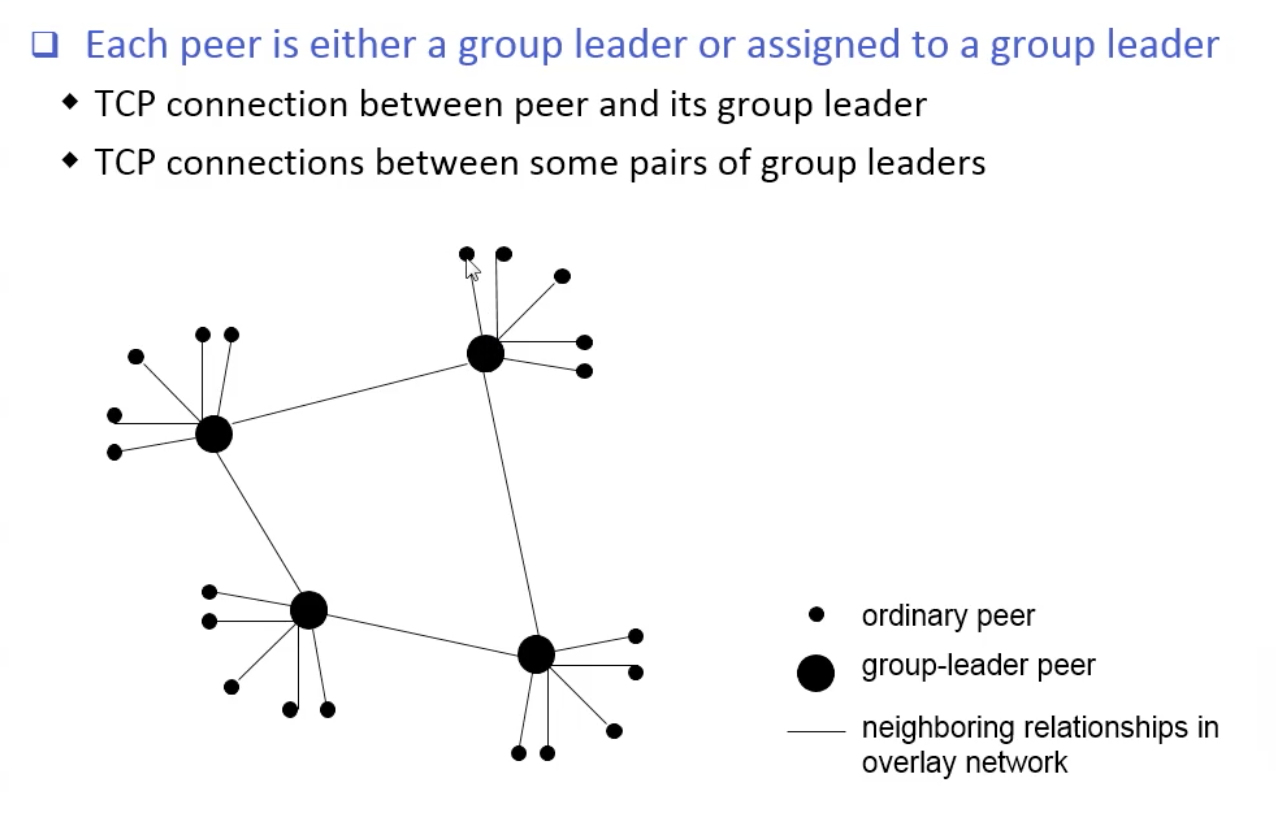 Each peer is either a group leader or assigned to a group leader
TCP connection between peer and its group leader
TCP connections between some pairs of group leaders
ordinary peer
group-leader peer
neighboring relationships in
overlay network